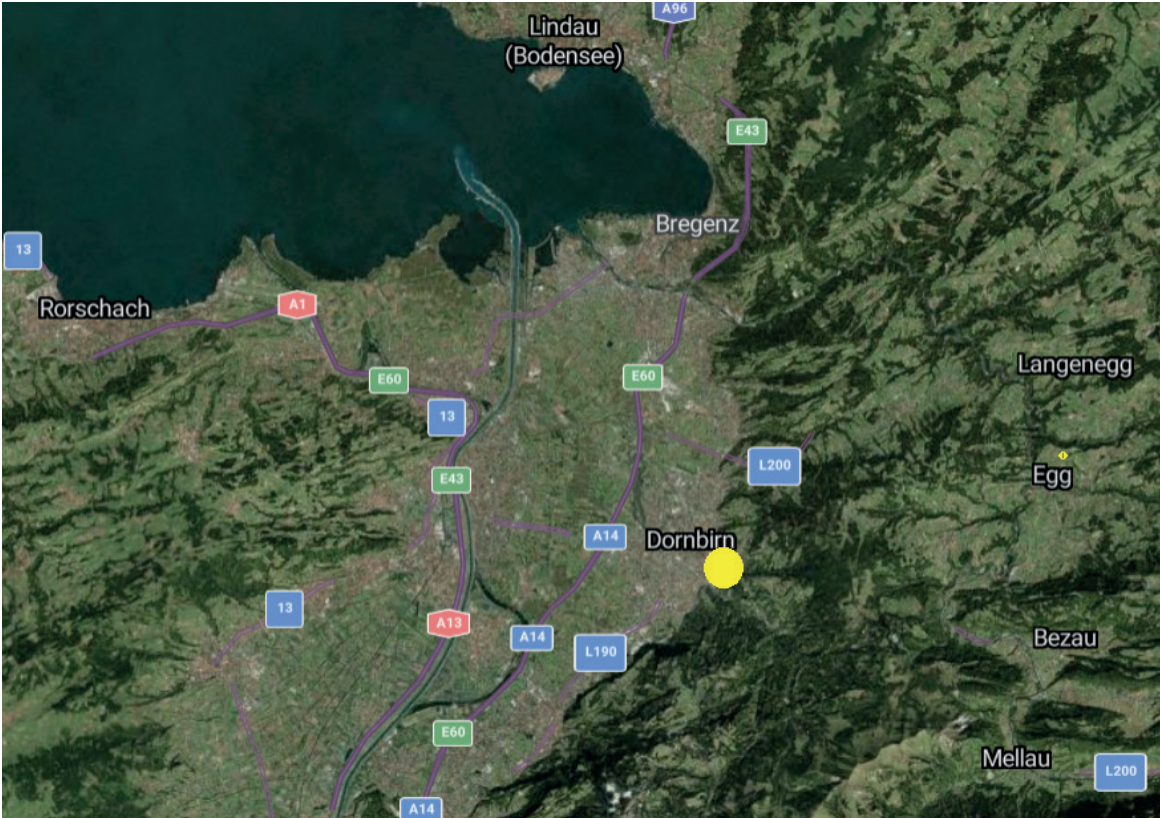 A96
Lindau
(Bodensee)
E43
Bregenz
13
Rorschach
A1
E60
E60
Langenegg
13
L200
Egg
E43
Dornbirn
A14
13
A13
A14
L190
Bezau
E60
Mellau
L200
A14